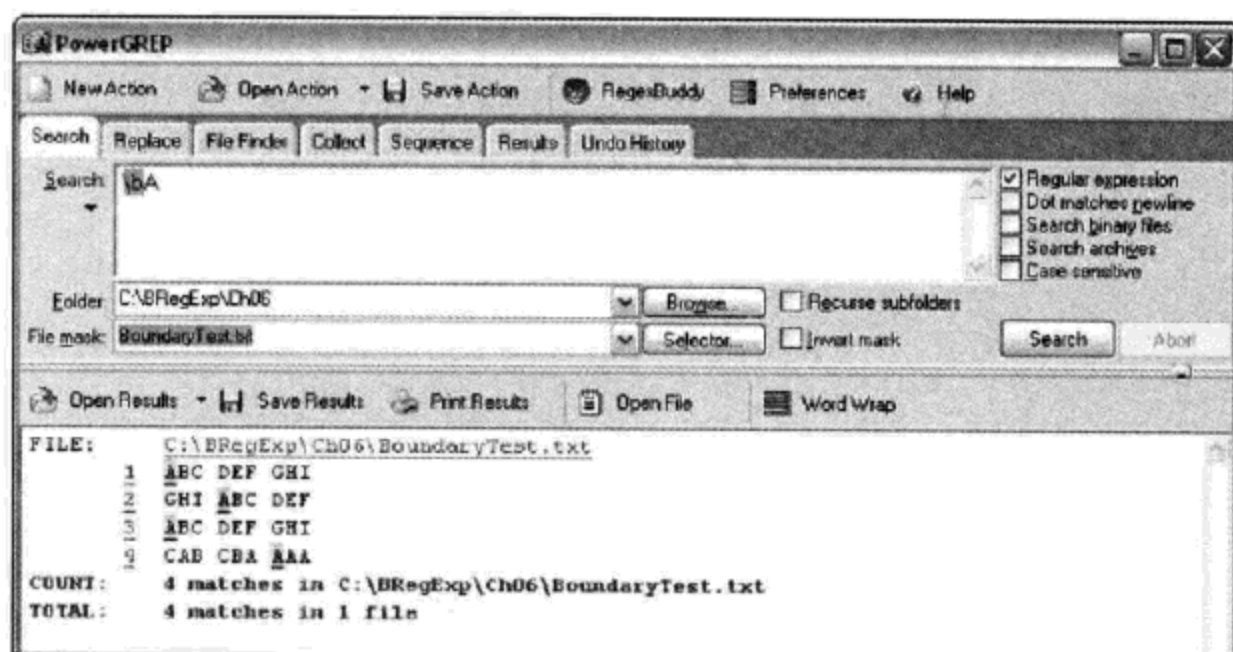 PowerGREP
New Action Open Action Save Action RegexBuddy Preferences Help
Search Replace File Finder Collect Sequence Results Undo History
Search: \bA
Regular expression
Dot matches newline
Search binary files
Search archives
Case sensitive
Folder C:\BRegExp\Ch06 Browse... Recurse subfolders
File mask: BoundaryTest.txt Selector... Invert mask Search Abort
Open Results Save Results Print Results Open File Word Wrap
FILE: C:\BRegExp\Ch06\BoundaryTest.txt
1 ABC DEF GHI
2 GHI ABC DEF
3 ABC DEF GHI
9 CAB CBA AAA
COUNT: 4 matches in C:\BRegExp\Ch06\BoundaryTest.txt
TOTAL: 4 matches in 1 file